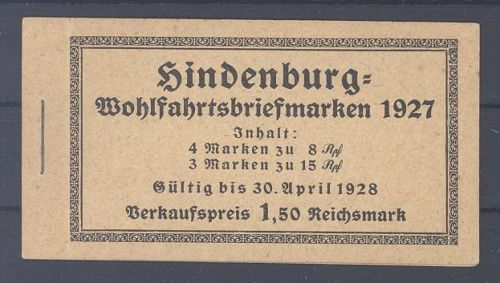 Hindenburg=
Wohlfahrtsbriefmarken 1927
Inhalt:
4 Marken zu 8 Rpf
3 Marken zu 15 Rpf
Gültig bis 30. April 1928
Verkaufspreis 1,50 Reichsmark